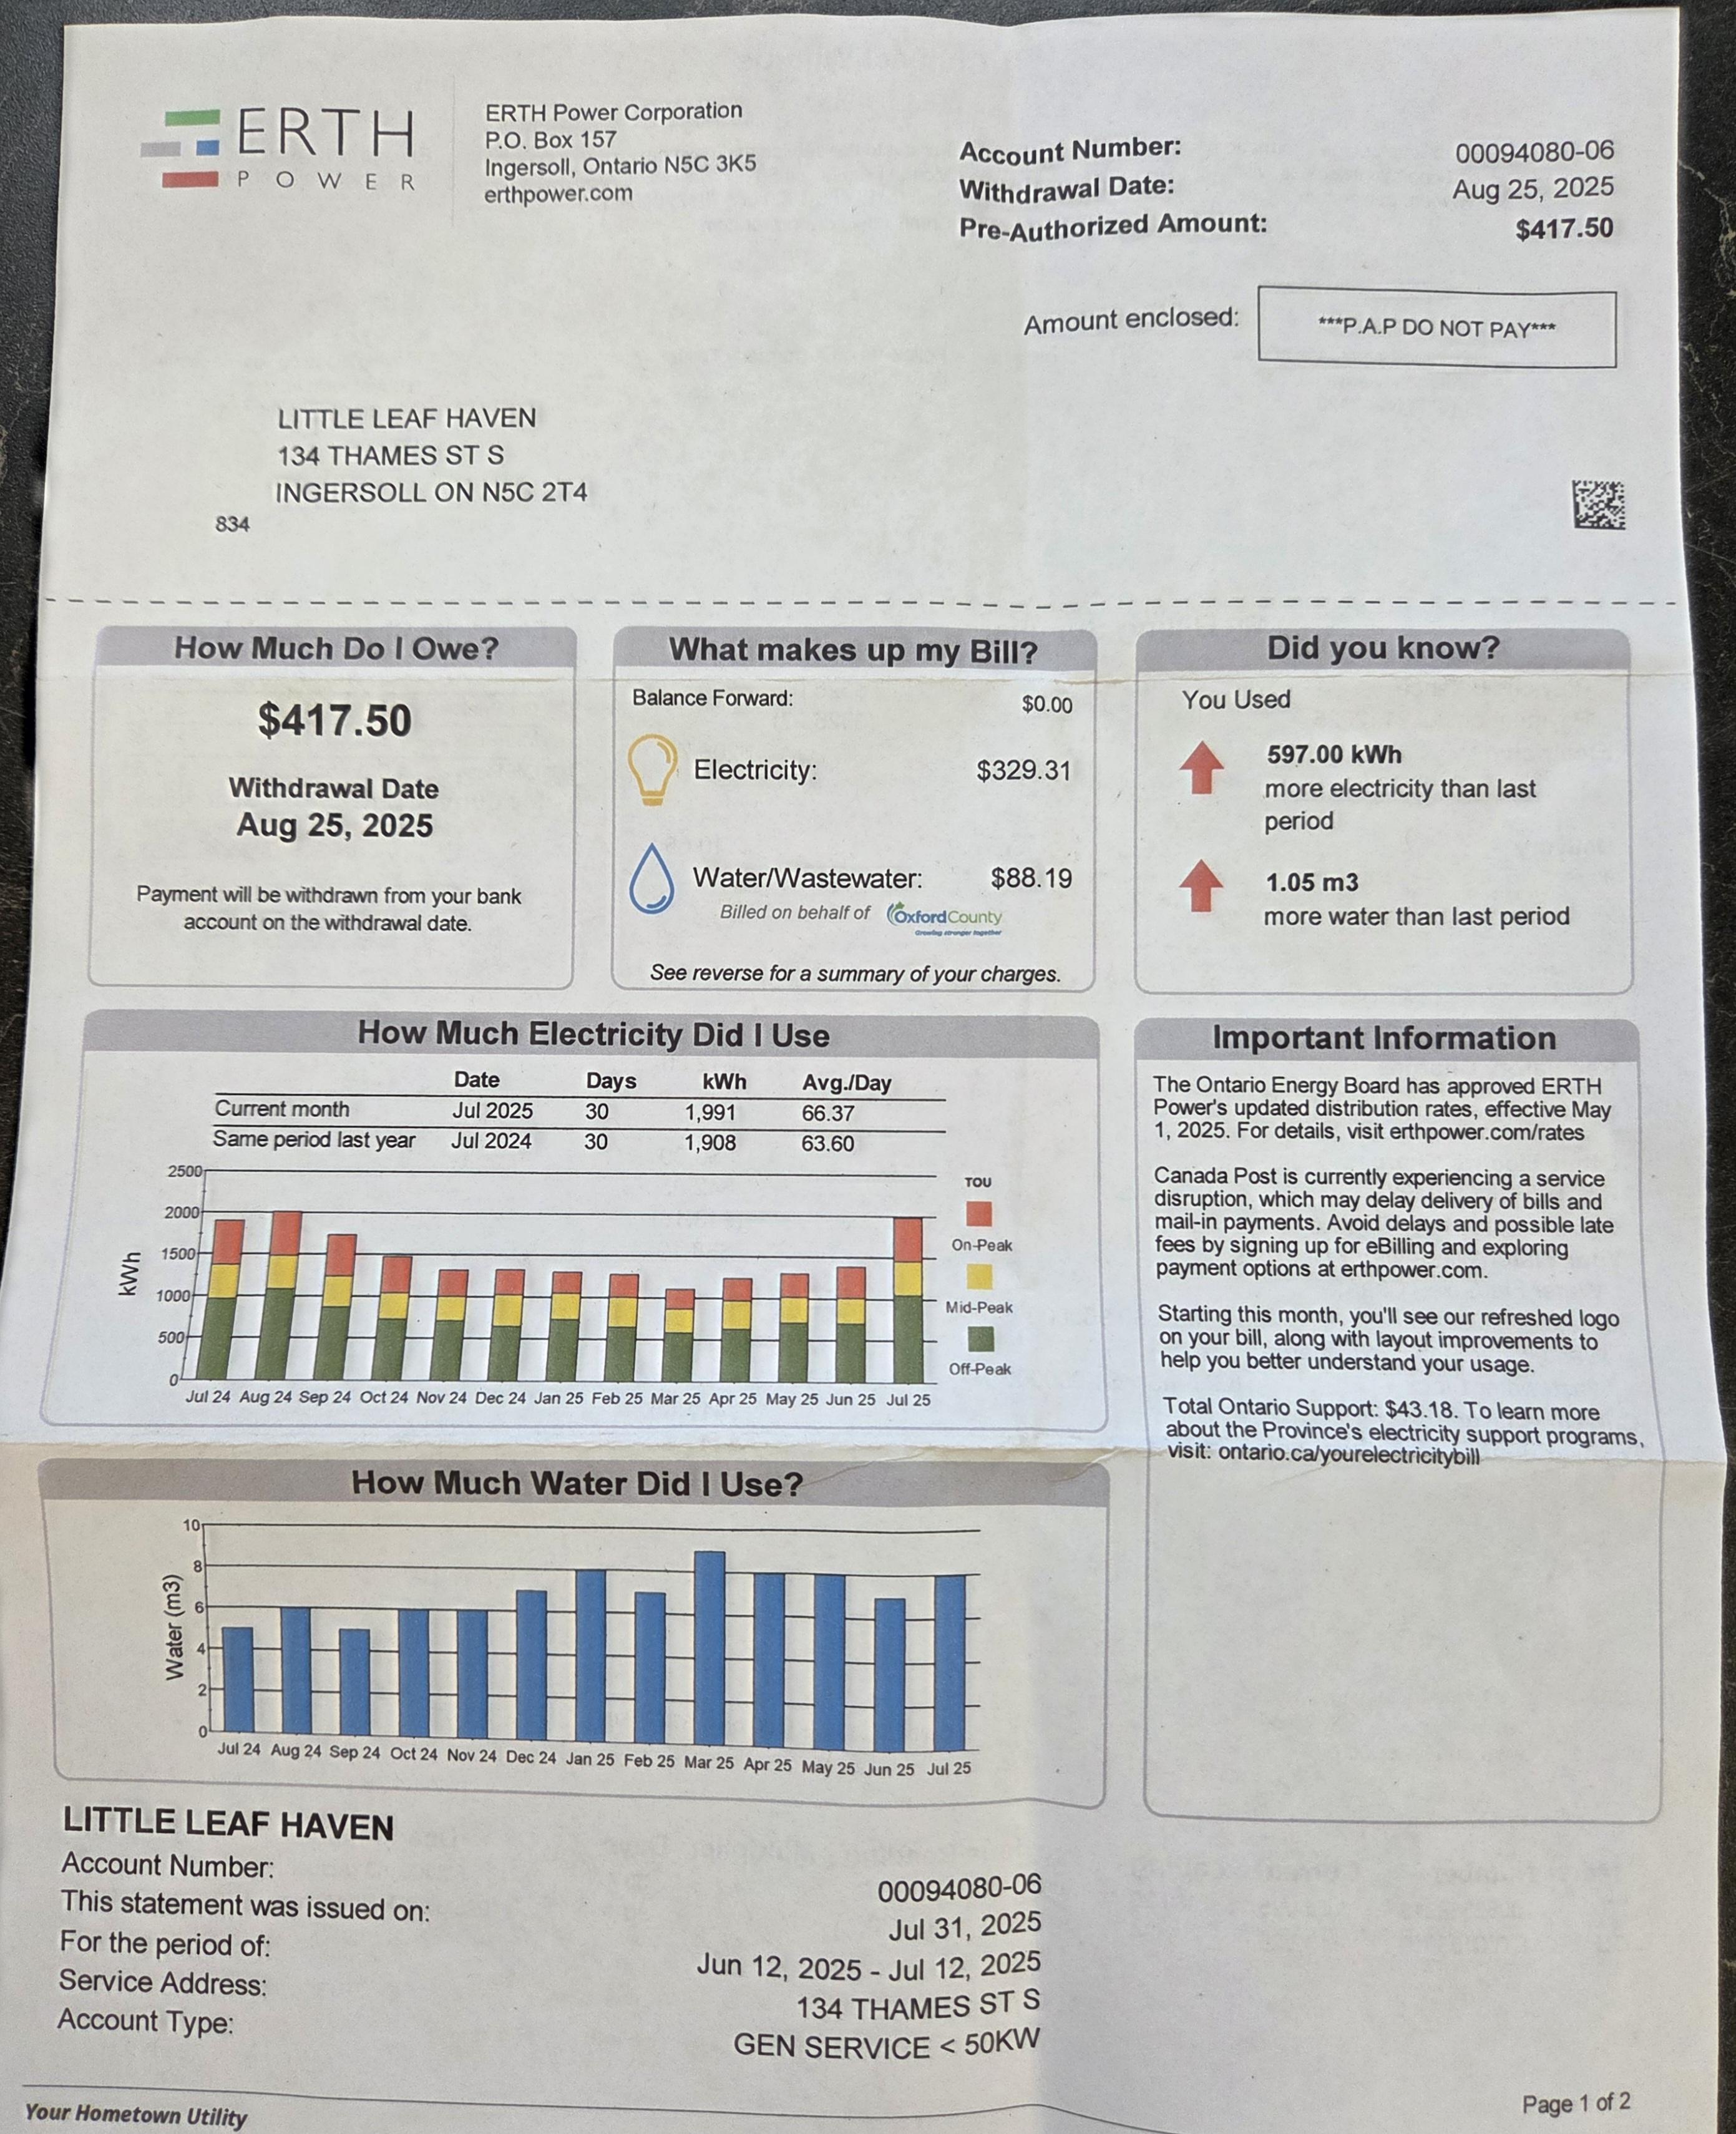 ERTH
POWER
ERTH Power Corporation
P.O. Box 157
Ingersoll, Ontario N5C 3K5
erthpower.com
Account Number: 00094080-06
Withdrawal Date: Aug 25, 2025
Pre-Authorized Amount: $417.50
Amount enclosed: ***P.A.P DO NOT PAY***
LITTLE LEAF HAVEN
134 THAMES ST S
INGERSOLL ON N5C 2T4
834
How Much Do I Owe?
$417.50
Withdrawal Date
Aug 25, 2025
Payment will be withdrawn from your bank
account on the withdrawal date.
What makes up my Bill?
Balance Forward: $0.00
Electricity: $329.31
Water/Wastewater: $88.19
Billed on behalf of OxfordCounty
Growing stronger together
See reverse for a summary of your charges.
Did you know?
You Used
597.00 kWh
more electricity than last
period
1.05 m3
more water than last period
How Much Electricity Did I Use
Date Days kWh Avg./Day
Current month Jul 2025 30 1,991 66.37
Same period last year Jul 2024 30 1,908 63.60
2500
2000
1500
1000
500
0
kWh
Jul 24 Aug 24 Sep 24 Oct 24 Nov 24 Dec 24 Jan 25 Feb 25 Mar 25 Apr 25 May 25 Jun 25 Jul 25
TOU
On-Peak
Mid-Peak
Off-Peak
Important Information
The Ontario Energy Board has approved ERTH
Power's updated distribution rates, effective May
1, 2025. For details, visit erthpower.com/rates
Canada Post is currently experiencing a service
disruption, which may delay delivery of bills and
mail-in payments. Avoid delays and possible late
fees by signing up for eBilling and exploring
payment options at erthpower.com.
Starting this month, you'll see our refreshed logo
on your bill, along with layout improvements to
help you better understand your usage.
Total Ontario Support: $43.18. To learn more
about the Province's electricity support programs,
visit: ontario.ca/yourelectricitybill
How Much Water Did I Use?
10
8
6
4
2
0
Water (m3)
Jul 24 Aug 24 Sep 24 Oct 24 Nov 24 Dec 24 Jan 25 Feb 25 Mar 25 Apr 25 May 25 Jun 25 Jul 25
LITTLE LEAF HAVEN
Account Number: 00094080-06
This statement was issued on: Jul 31, 2025
For the period of: Jun 12, 2025 - Jul 12, 2025
Service Address: 134 THAMES ST S
Account Type: GEN SERVICE < 50KW
Your Hometown Utility
Page 1 of 2